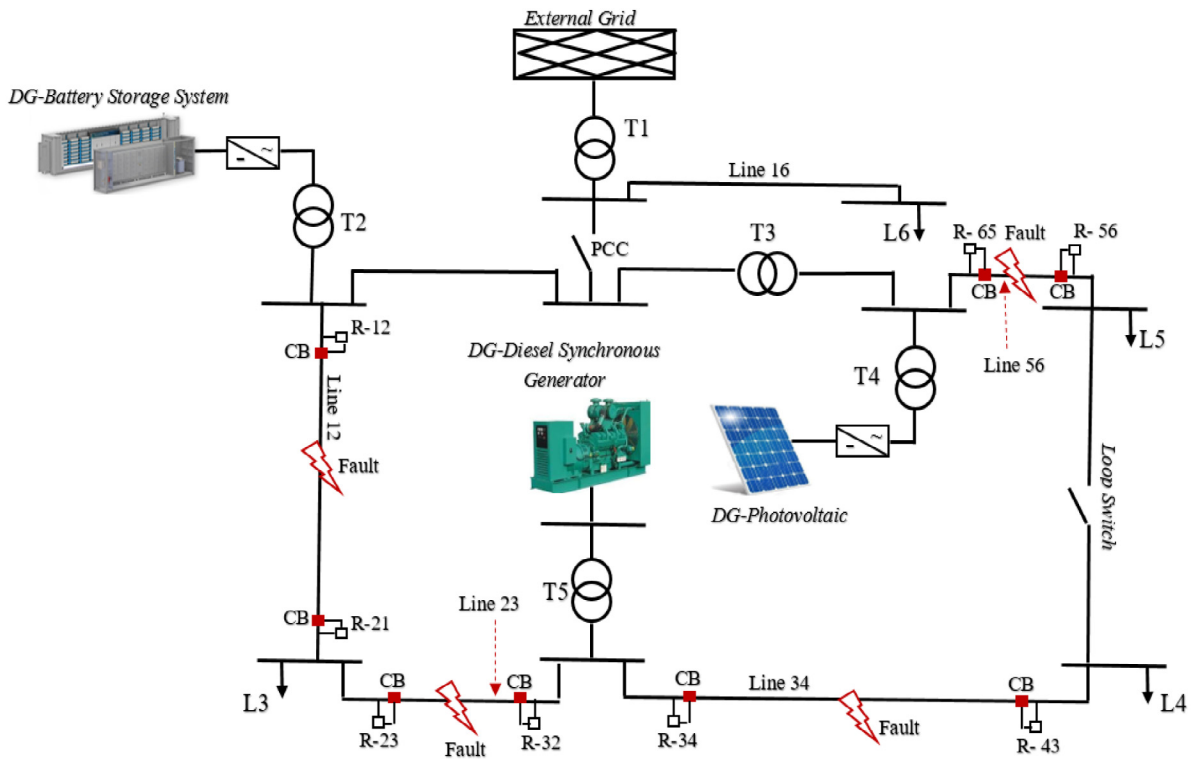 External Grid
DG-Battery Storage System
T1
- ~
Line 16
T2
L6
R- 65
Fault
R- 56
PCC
T3
CB
CB
R-12
CB
L5
Line 56
DG-Diesel Synchronous
Generator
T4
Line 12
Fault
- ~
Loop Switch
DG-Photovoltaic
T5
Line 23
CB
R-21
CB
CB
CB
Line 34
CB
L3
L4
R-23
Fault
R-32
R-34
Fault
R- 43